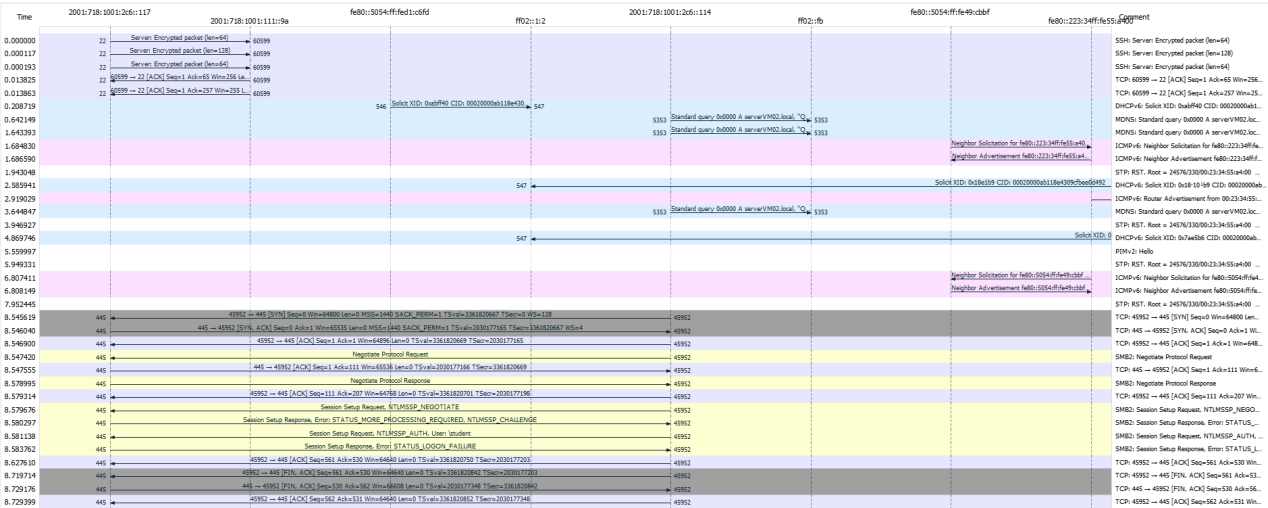 Time 2001:718:1001:2c6::117 2001:718:1001:111::9a fe80::5054:ff:fed1:c6fd ff02::1:2 2001:718:1001:2c6::114 ff02::fb fe80::5054:ff:fe49:cbbf fe80::223:34ff:fe55:a400 Comment
0.000000 22 Server: Encrypted packet (len=64) 60599 SSH: Server: Encrypted packet (len=64)
0.000117 22 Server: Encrypted packet (len=128) 60599 SSH: Server: Encrypted packet (len=128)
0.000193 22 Server: Encrypted packet (len=64) 60599 SSH: Server: Encrypted packet (len=64)
0.013825 22 60599 → 22 [ACK] Seq=1 Ack=65 Win=256 Le... 60599 TCP: 60599 → 22 [ACK] Seq=1 Ack=65 Win=256...
0.013863 22 60599 → 22 [ACK] Seq=1 Ack=257 Win=255 L... 60599 TCP: 60599 → 22 [ACK] Seq=1 Ack=257 Win=25...
0.208719 546 Solicit XID: 0xabff40 CID: 00020000ab118e430... 547 DHCPv6: Solicit XID: 0xabff40 CID: 00020000ab1...
0.642149 5353 Standard query 0x0000 A serverVM02.local, "Q... 5353 MDNS: Standard query 0x0000 A serverVM02.loc...
1.643393 5353 Standard query 0x0000 A serverVM02.local, "Q... 5353 MDNS: Standard query 0x0000 A serverVM02.loc...
1.684830 Neighbor Solicitation for fe80::223:34ff:fe55:a40... ICMPv6: Neighbor Solicitation for fe80::223:34ff:fe...
1.686590 Neighbor Advertisement fe80::223:34ff:fe55:a4... ICMPv6: Neighbor Advertisement fe80::223:34ff:f...
1.943048 STP: RST. Root = 24576/330/00:23:34:55:a4:00 ...
2.585941 547 Solicit XID: 0x18e1b9 CID: 00020000ab118e4309cfbee0d492 DHCPv6: Solicit XID: CID: 00020000ab...
2.919029 ICMPv6: Router Advertisement from 00:23:34:55:...
3.644847 5353 Standard query 0x0000 A serverVM02.local, "Q... 5353 MDNS: Standard query 0x0000 A serverVM02.loc...
3.946927 STP: RST. Root = 24576/330/00:23:34:55:a4:00 ...
4.869746 547 Solicit XID: 0 DHCPv6: Solicit XID: 0x7ae5b6 CID: 00020000ab...
5.559997 PIMv2: Hello
5.949331 STP: RST. Root = 24576/330/00:23:34:55:a4:00 ...
6.807411 Neighbor Solicitation for fe80::5054:ff:fe49:cbbf ... ICMPv6: Neighbor Solicitation for fe80::5054:ff:fe4...
6.808149 Neighbor Advertisement fe80::5054:ff:fe49:cbbf... ICMPv6: Neighbor Advertisement fe80::5054:ff:fe...
7.952445 STP: RST. Root = 24576/330/00:23:34:55:a4:00 ...
8.545619 445 45952 → 445 [SYN] Seq=0 Win=64800 Len=0 MSS=1440 SACK_PERM=1 TSval=3361820667 TSecr=0 WS=128 45952 TCP: 45952 → 445 [SYN] Seq=0 Win=64800 Len...
8.546040 445 445 → 45952 [SYN, ACK] Seq=0 Ack=1 Win=65535 Len=0 MSS=1440 SACK_PERM=1 TSval=2030177165 TSecr=3361820667 WS=4 45952 TCP: 445 → 45952 [SYN, ACK] Seq=0 Ack=1 Wi...
8.546900 445 45952 → 445 [ACK] Seq=1 Ack=1 Win=64896 Len=0 TSval=3361820669 TSecr=2030177165 45952 TCP: 45952 → 445 [ACK] Seq=1 Ack=1 Win=648...
8.547420 445 Negotiate Protocol Request 45952 SMB2: Negotiate Protocol Request
8.547555 445 445 → 45952 [ACK] Seq=1 Ack=111 Win=65536 Len=0 TSval=2030177166 TSecr=3361820669 45952 TCP: 445 → 45952 [ACK] Seq=1 Ack=111 Win=6...
8.578995 445 Negotiate Protocol Response 45952 SMB2: Negotiate Protocol Response
8.579314 445 45952 → 445 [ACK] Seq=111 Ack=207 Win=64768 Len=0 TSval=3361820701 TSecr=2030177198 45952 TCP: 45952 → 445 [ACK] Seq=111 Ack=207 Win...
8.579676 445 Session Setup Request, NTLMSSP_NEGOTIATE 45952 SMB2: Session Setup Request, NTLMSSP_NEGO...
8.580297 445 Session Setup Response, Error: STATUS_MORE_PROCESSING_REQUIRED, NTLMSSP_CHALLENGE 45952 SMB2: Session Setup Response, Error: STATUS_...
8.581138 445 Session Setup Request, NTLMSSP_AUTH, User: \student 45952 SMB2: Session Setup Request, NTLMSSP_AUTH, ...
8.583762 445 Session Setup Response, Error: STATUS_LOGON_FAILURE 45952 SMB2: Session Setup Response, Error: STATUS_L...
8.627610 445 45952 → 445 [ACK] Seq=561 Ack=530 Win=64640 Len=0 TSval=3361820750 TSecr=2030177203 45952 TCP: 45952 → 445 [ACK] Seq=561 Ack=530 Win...
8.719714 445 45952 → 445 [FIN, ACK] Seq=561 Ack=530 Win=64640 Len=0 TSval=3361820842 TSecr=2030177203 45952 TCP: 45952 → 445 [FIN, ACK] Seq=561 Ack=53...
8.729176 445 445 → 45952 [FIN, ACK] Seq=530 Ack=562 Win=66608 Len=0 TSval=2030177348 TSecr=3361820842 45952 TCP: 445 → 45952 [FIN, ACK] Seq=530 Ack=56...
8.729399 445 45952 → 445 [ACK] Seq=562 Ack=531 Win=64640 Len=0 TSval=3361820852 TSecr=2030177348 45952 TCP: 45952 → 445 [ACK] Seq=562 Ack=531 Win...